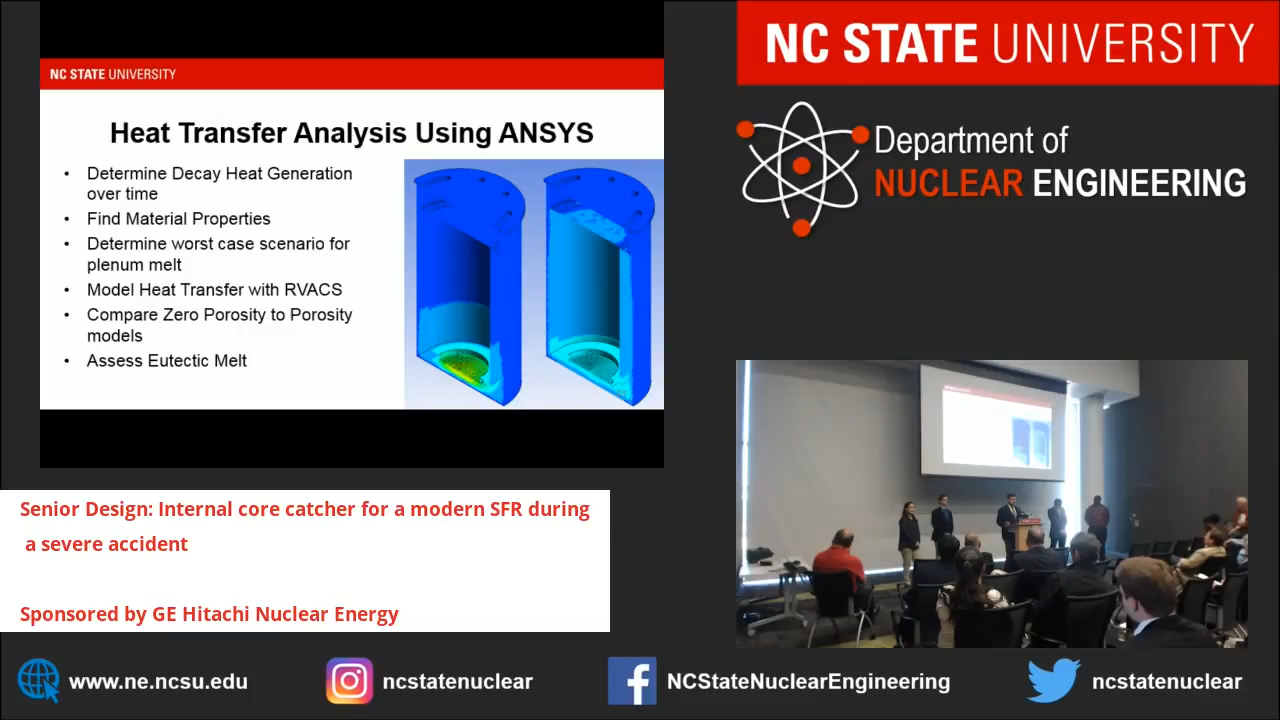 NC STATE UNIVERSITY
Heat Transfer Analysis Using ANSYS
• Determine Decay Heat Generation
over time
• Find Material Properties
• Determine worst case scenario for
plenum melt
• Model Heat Transfer with RVACS
• Compare Zero Porosity to Porosity
models
• Assess Eutectic Melt
NC STATE UNIVERSITY
Department of
NUCLEAR ENGINEERING
Senior Design: Internal core catcher for a modern SFR during
a severe accident
Sponsored by GE Hitachi Nuclear Energy
www.ne.ncsu.edu
ncstatenuclear
NCStateNuclearEngineering
ncstatenuclear